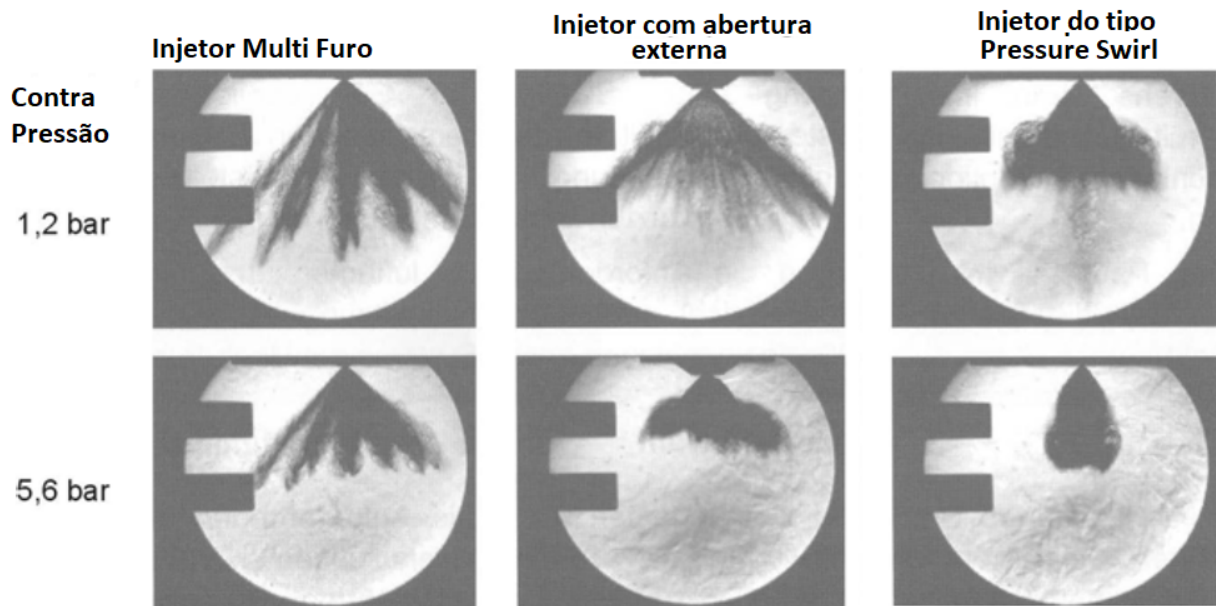 Injetor Multi Furo
Injetor com abertura
externa
Injetor do tipo
Pressure Swirl
Contra
Pressão
1,2 bar
5,6 bar